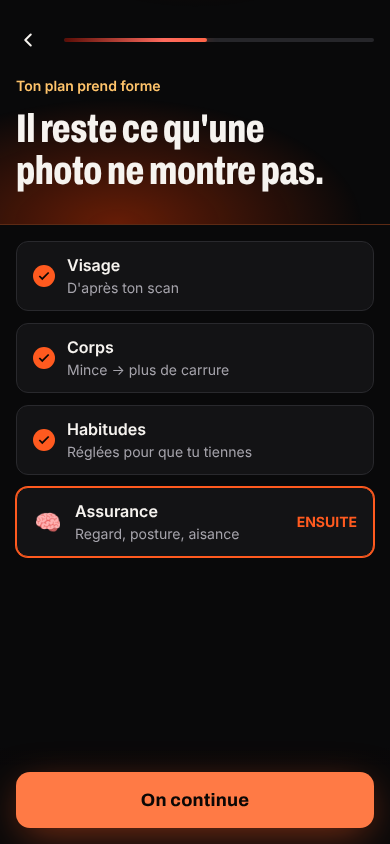 Ton plan prend forme
Il reste ce qu'une
photo ne montre pas.
Visage
D'après ton scan
Corps
Mince → plus de carrure
Habitudes
Réglées pour que tu tiennes
Assurance
Regard, posture, aisance
ENSUITE
On continue